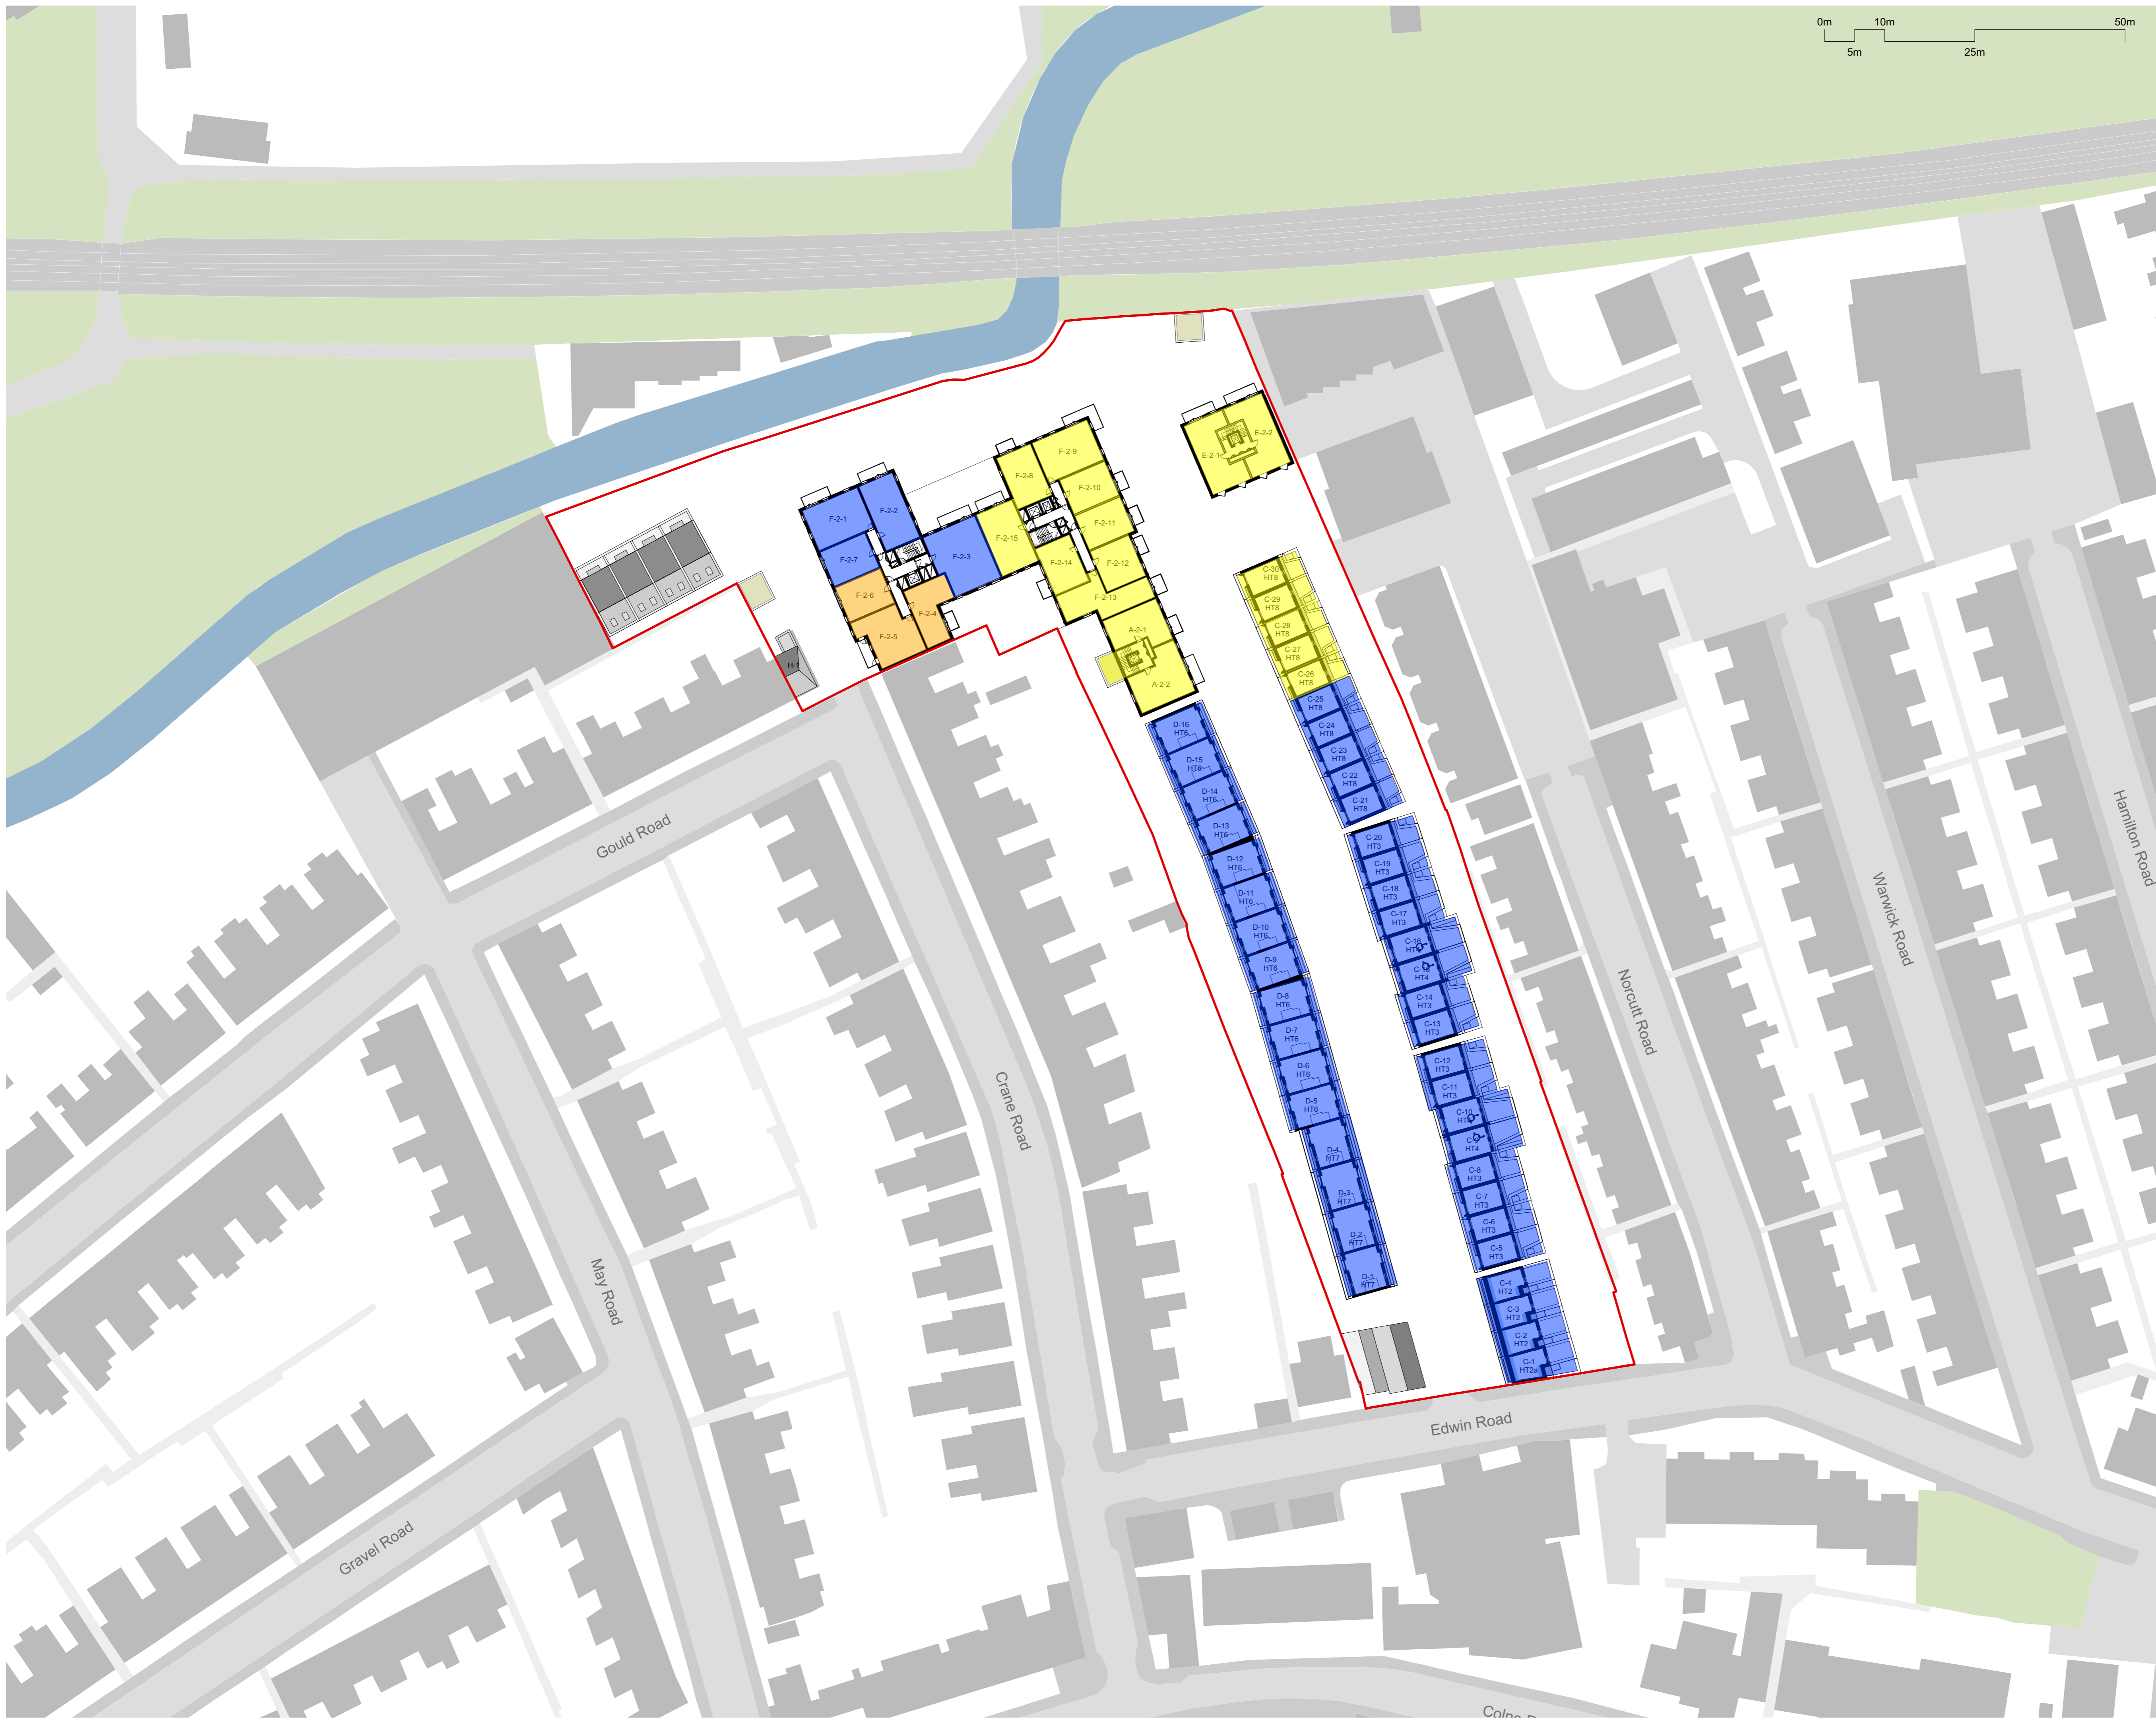 0m
10m
50m
5m
25m
F-2-1
F-2-2
F-2-3
F-2-4
F-2-5
F-2-6
F-2-7
F-2-8
F-2-9
F-2-10
F-2-11
F-2-12
F-2-13
F-2-14
F-2-15
E-2-1
E-2-2
A-2-1
A-2-2
H-1
C-30
HT8
C-29
HT8
C-28
HT8
C-27
HT8
C-26
HT8
C-25
HT8
C-24
HT8
C-23
HT8
C-22
HT8
C-21
HT8
C-20
HT3
C-19
HT3
C-18
HT3
C-17
HT3
C-16
C-15
HT4
C-14
HT3
C-13
HT3
C-12
HT3
C-11
HT3
C-10
HT4
C-8
HT3
C-7
HT3
C-6
HT3
C-5
HT3
C-4
HT2
C-3
HT2
C-2
HT2
C-1
HT2a
D-16
HT6
D-15
HT6
D-14
HT6
D-13
HT6
D-12
HT6
D-11
HT6
D-10
HT6
D-9
HT6
D-8
HT6
D-7
HT6
D-6
HT6
D-5
HT6
D-4
HT7
D-3
HT7
D-2
HT7
D-1
HT7
Gould Road
Crane Road
May Road
Gravel Road
Edwin Road
Norcutt Road
Warwick Road
Hamilton Road
Colne